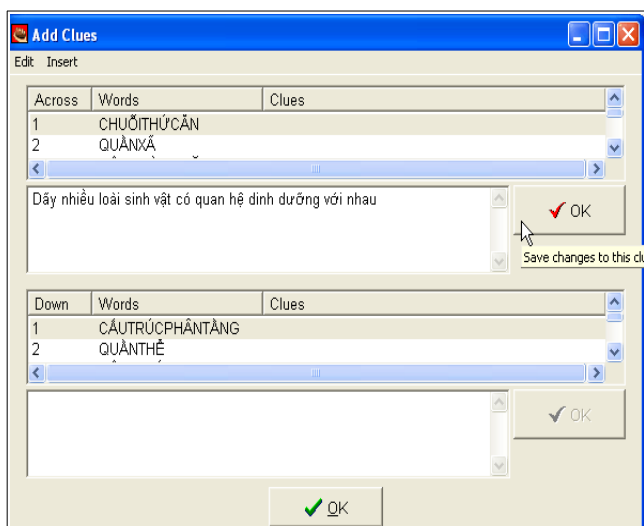 Add Clues
Edit Insert
Across Words Clues
1 CHUỖITHỨCĂN
2 QUẦNXÃ
Dãy nhiều loài sinh vật có quan hệ dinh dưỡng với nhau
OK
Save changes to this clu
Down Words Clues
1 CẤUTRÚCPHÂNTẦNG
2 QUẦNTHỂ
OK
OK